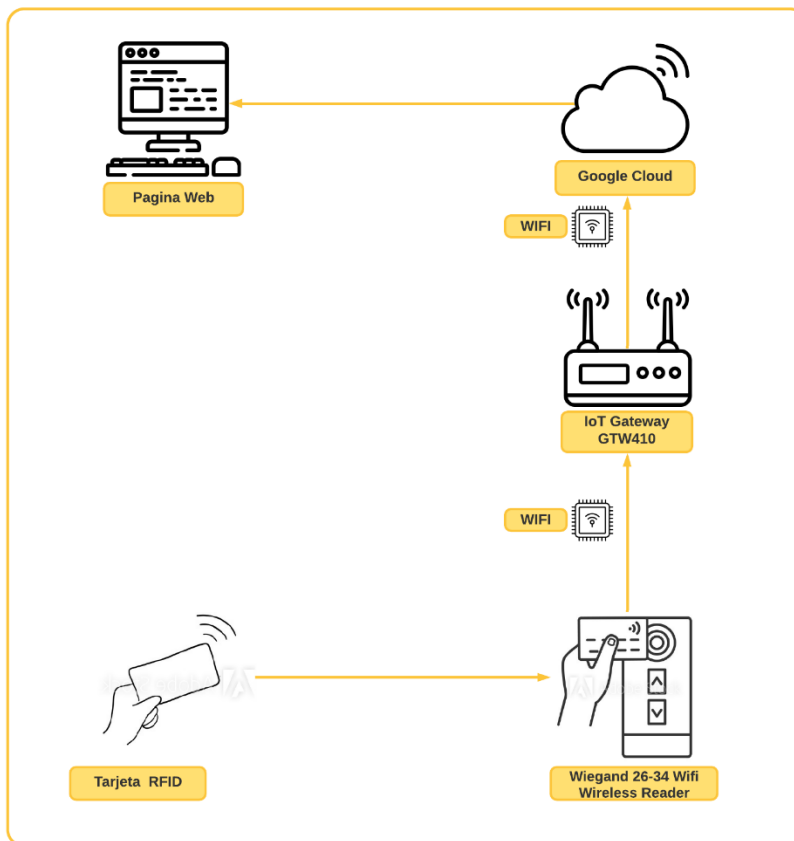 Pagina Web
Google Cloud
WIFI
IoT Gateway
GTW410
WIFI
Tarjeta RFID
Wiegand 26-34 Wifi
Wireless Reader